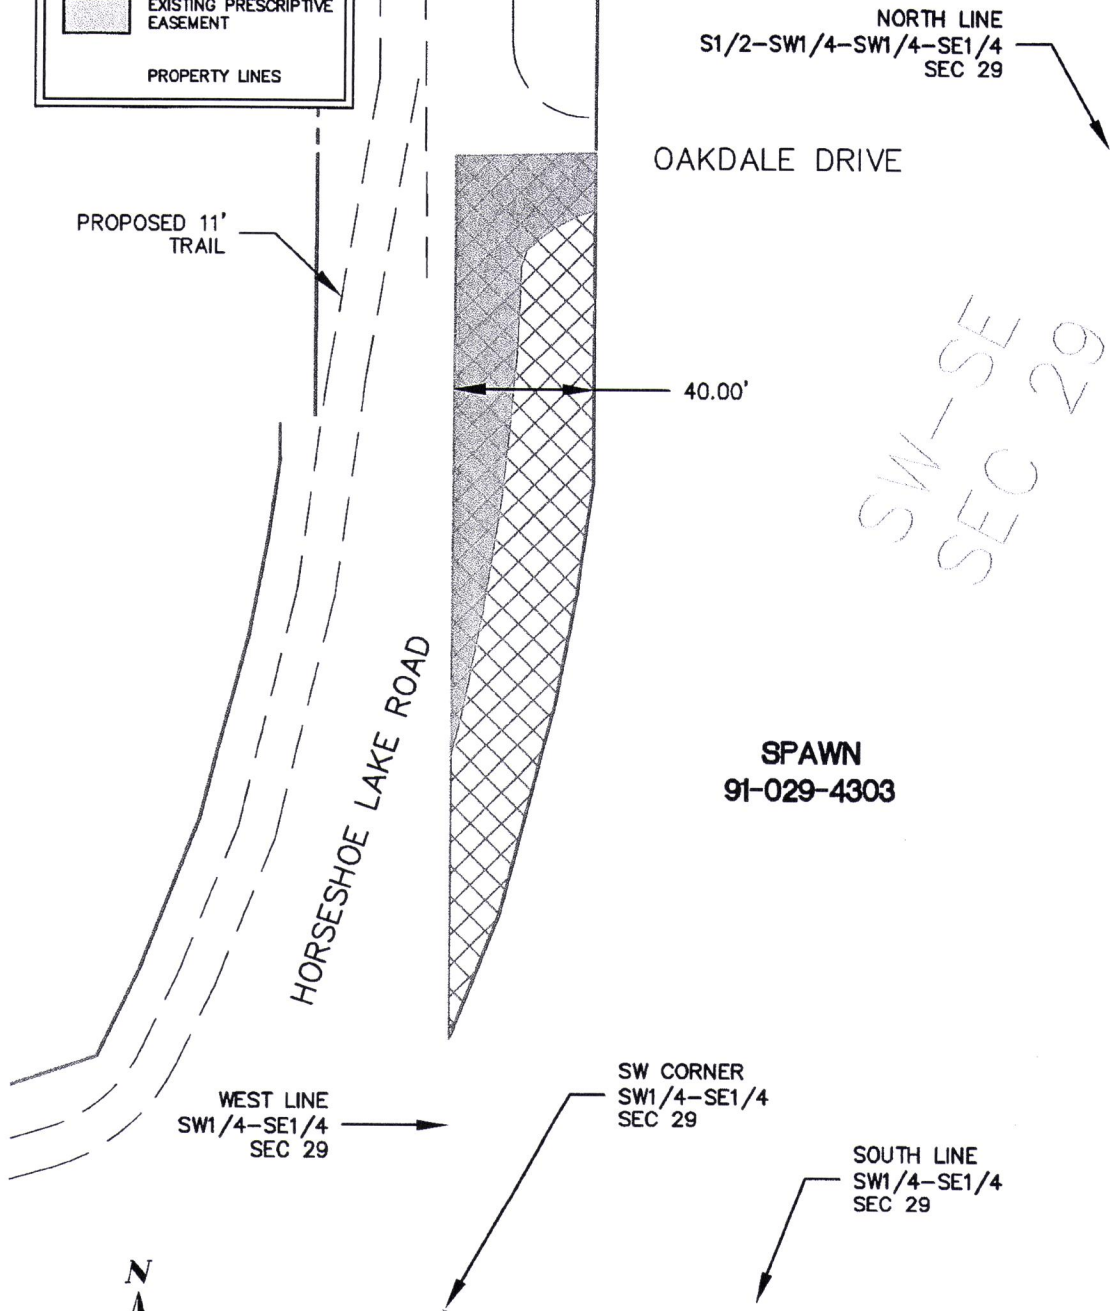 EXISTING PRESCRIPTIVE
EASEMENT
PROPERTY LINES
NORTH LINE
S1/2-SW1/4-SW1/4-SE1/4
SEC 29
OAKDALE DRIVE
PROPOSED 11'
TRAIL
40.00'
SW-SE
SEC 29
HORSESHOE LAKE ROAD
SPAWN
91-029-4303
WEST LINE
SW1/4-SE1/4
SEC 29
SW CORNER
SW1/4-SE1/4
SEC 29
SOUTH LINE
SW1/4-SE1/4
SEC 29
N